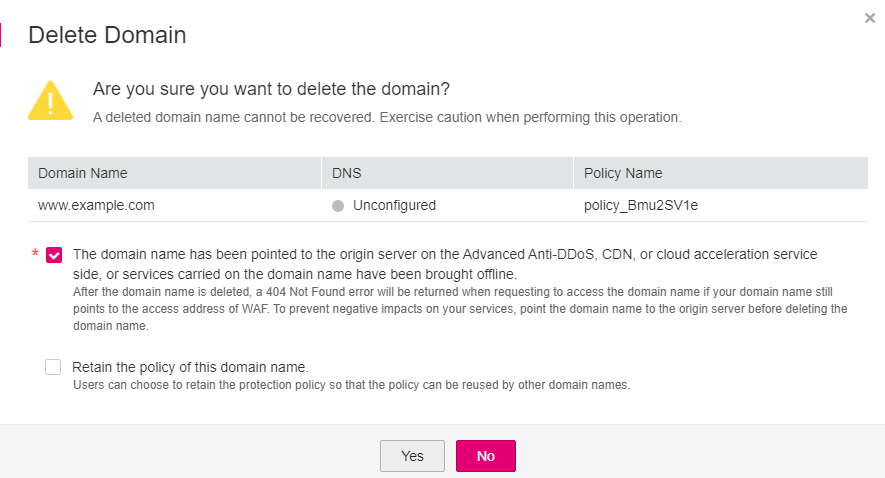 Delete Domain
Are you sure you want to delete the domain?
A deleted domain name cannot be recovered. Exercise caution when performing this operation.
Domain Name DNS Policy Name
www.example.com Unconfigured policy_Bmu2SV1e
* The domain name has been pointed to the origin server on the Advanced Anti-DDoS, CDN, or cloud acceleration service
side, or services carried on the domain name have been brought offline.
After the domain name is deleted, a 404 Not Found error will be returned when requesting to access the domain name if your domain name still
points to the access address of WAF. To prevent negative impacts on your services, point the domain name to the origin server before deleting the
domain name.
Retain the policy of this domain name.
Users can choose to retain the protection policy so that the policy can be reused by other domain names.
Yes No